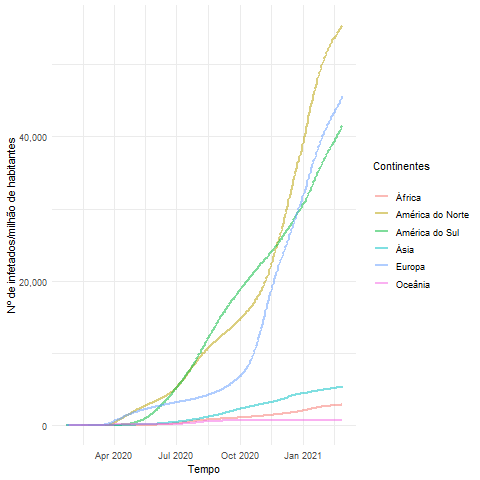 Nº de infetados/milhão de habitantes
40,000
20,000
0
Apr 2020
Jul 2020
Oct 2020
Jan 2021
Tempo
Continentes
África
América do Norte
América do Sul
Ásia
Europa
Oceânia